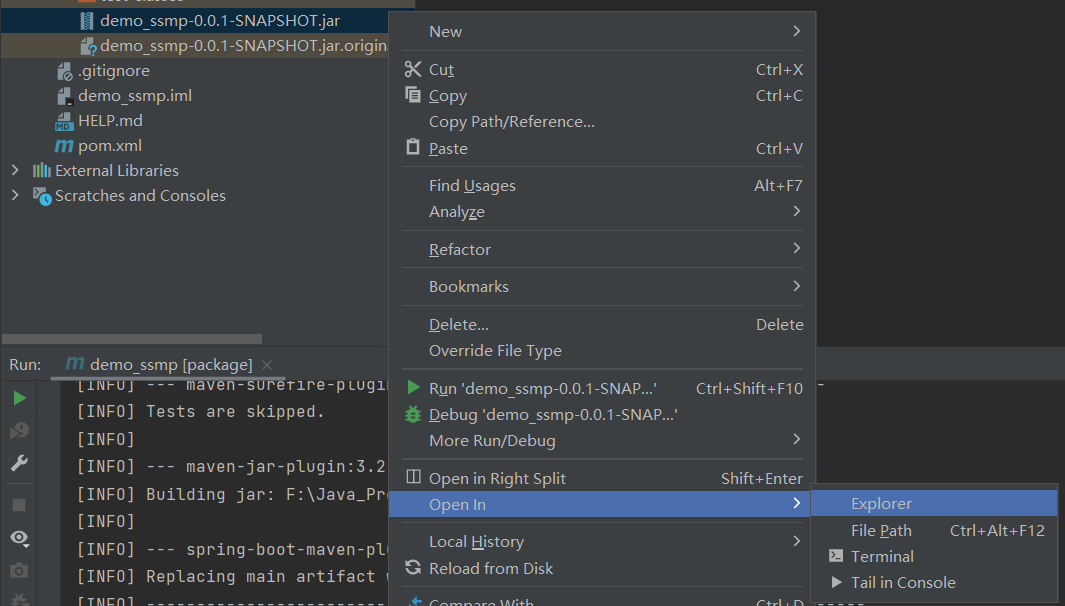 demo_ssmp-0.0.1-SNAPSHOT.jar
demo_ssmp-0.0.1-SNAPSHOT.jar.origin
.gitignore
demo_ssmp.iml
HELP.md
pom.xml
External Libraries
Scratches and Consoles
New
Cut Ctrl+X
Copy Ctrl+C
Copy Path/Reference...
Paste Ctrl+V
Find Usages Alt+F7
Analyze
Refactor
Bookmarks
Delete... Delete
Override File Type
Run 'demo_ssmp-0.0.1-SNAP...' Ctrl+Shift+F10
Debug 'demo_ssmp-0.0.1-SNAP...'
More Run/Debug
Open in Right Split Shift+Enter
Open In
Local History
Reload from Disk
Compare With... Ctrl+D
Explorer
File Path Ctrl+Alt+F12
Terminal
Tail in Console
Run: demo_ssmp [package]
[INFO] --- maven-surefire-plugin
[INFO] Tests are skipped.
[INFO]
[INFO] --- maven-jar-plugin:3.2
[INFO] Building jar: F:\Java_Pr
[INFO]
[INFO] --- spring-boot-maven-pl
[INFO] Replacing main artifact
[INFO] ------------------------